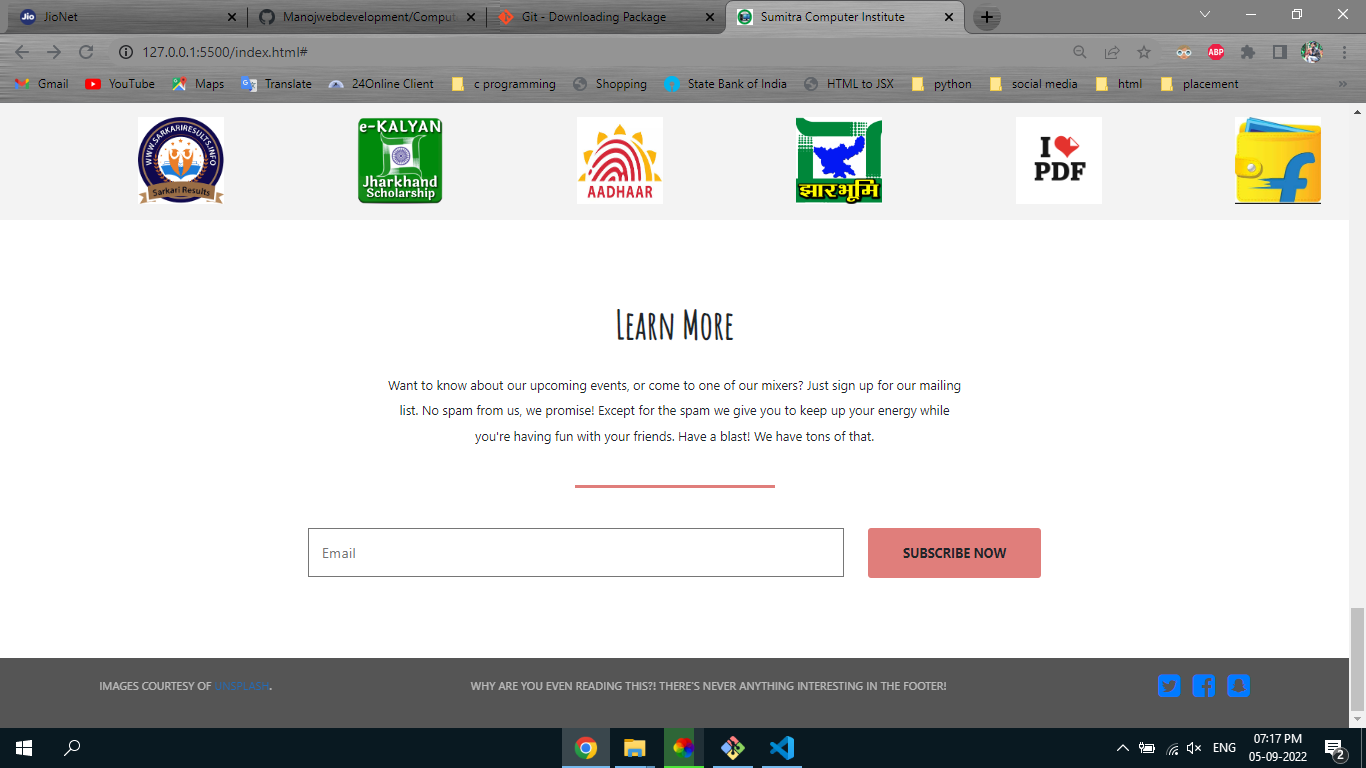 JioNet
Manojwebdevelopment/Comput
Git - Downloading Package
Sumitra Computer Institute
127.0.0.1:5500/index.html#
ABP
Gmail
YouTube
Maps
Translate
24Online Client
c programming
Shopping
State Bank of India
HTML to JSX
python
social media
html
placement
WWW.SARKARIRESULTS.INFO
Sarkari Results
e-KALYAN
Jharkhand
Scholarship
AADHAAR
झारभूमि
I
PDF
f
Learn More
Want to know about our upcoming events, or come to one of our mixers? Just sign up for our mailing
list. No spam from us, we promise! Except for the spam we give you to keep up your energy while
you're having fun with your friends. Have a blast! We have tons of that.
Email
SUBSCRIBE NOW
IMAGES COURTESY OF UNSPLASH.
WHY ARE YOU EVEN READING THIS?! THERE'S NEVER ANYTHING INTERESTING IN THE FOOTER!
ENG
07:17 PM
05-09-2022
2